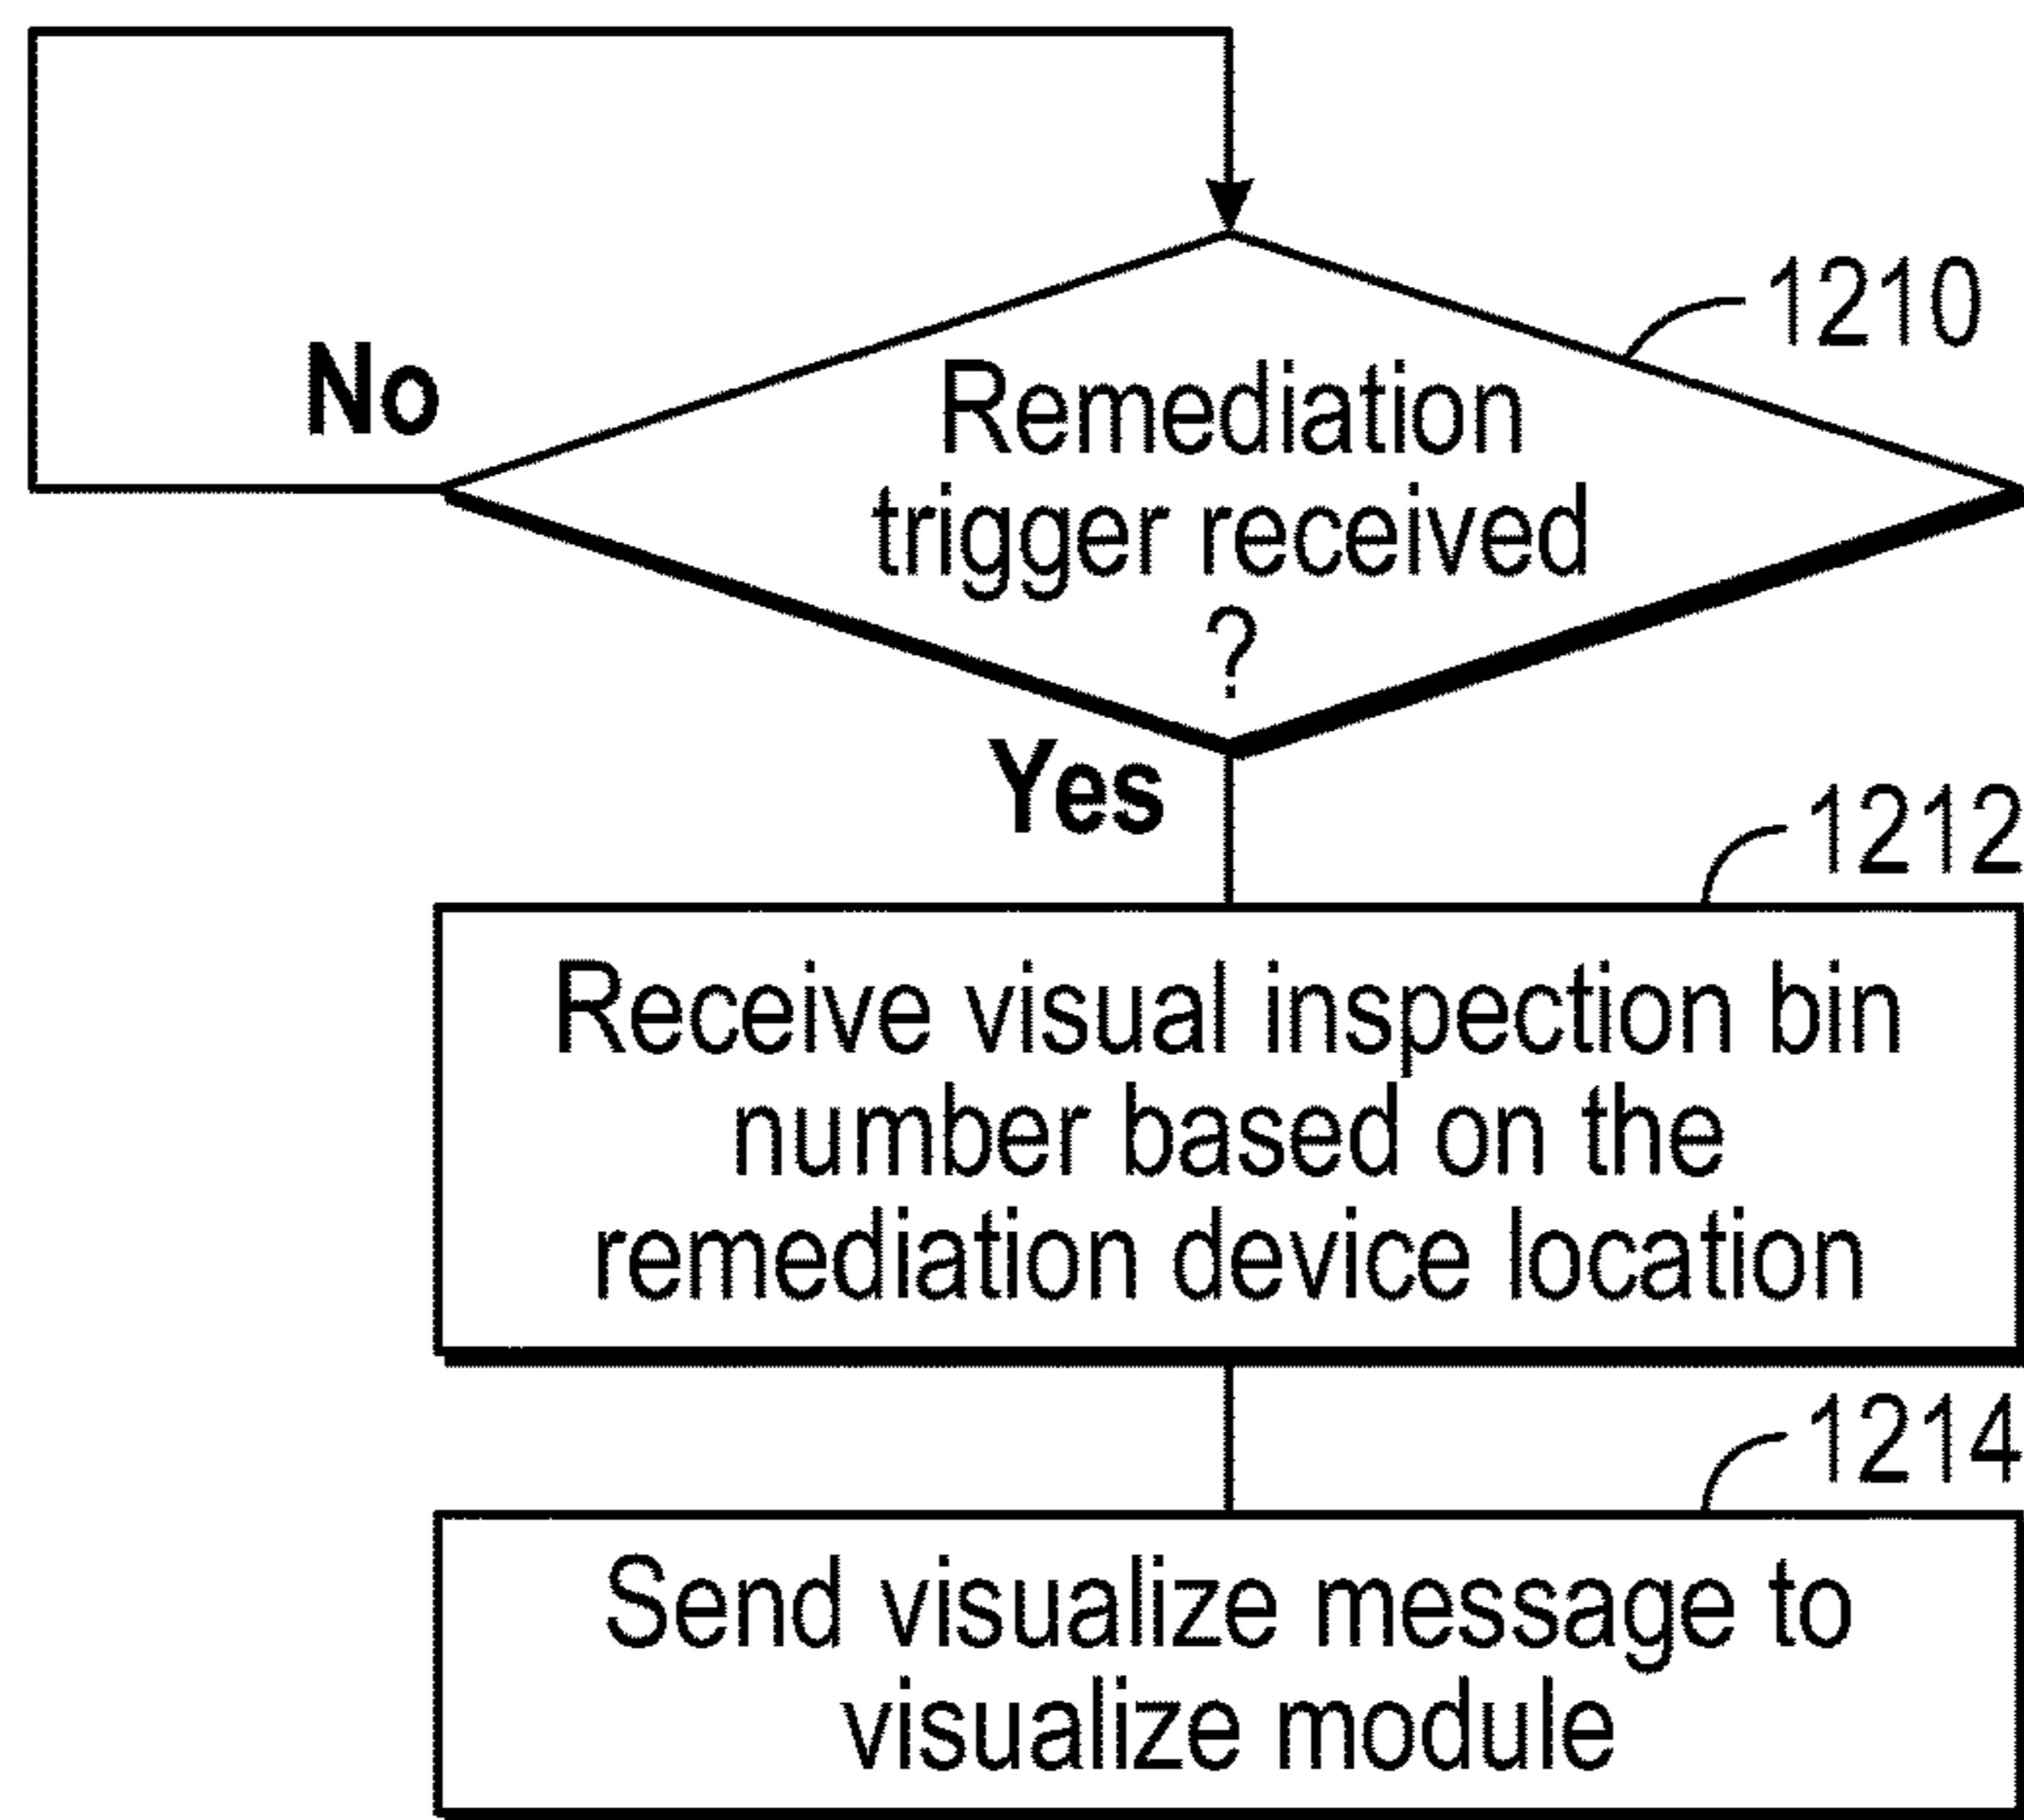 1210
No
Remediation
trigger received
?
Yes
1212
Receive visual inspection bin
number based on the
remediation device location
1214
Send visualize message to
visualize module